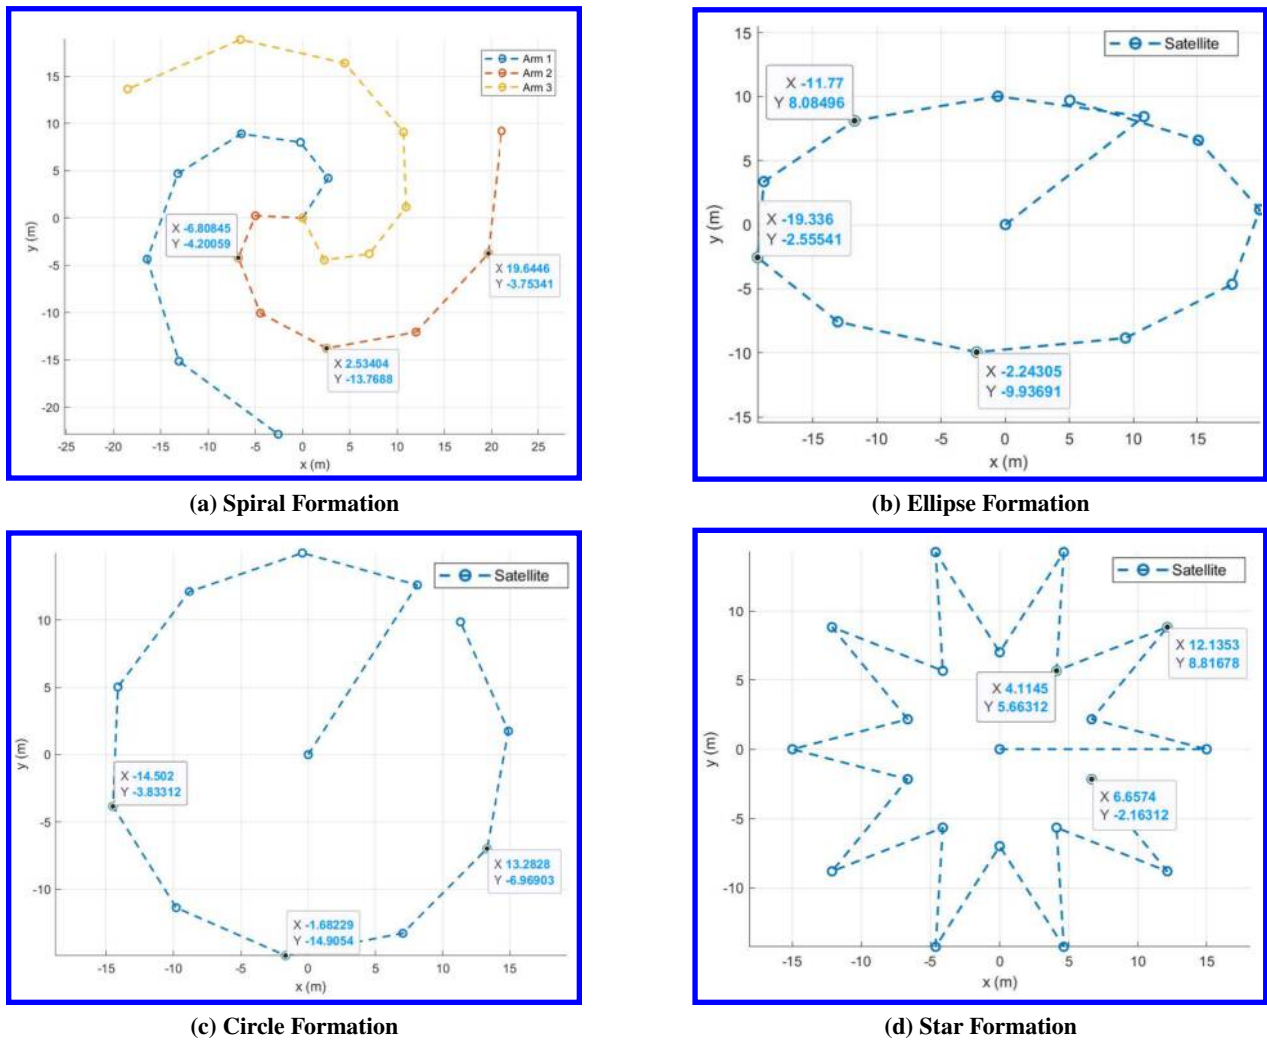 Arm 1
Arm 2
Arm 3
X -6.80845
Y -4.20059
X 19.6446
Y -3.75341
X 2.53404
Y -13.7688
15
10
5
0
-5
-10
-15
-20
y (m)
-25 -20 -15 -10 -5 0 5 10 15 20 25
x (m)
(a) Spiral Formation
Satellite
X -11.77
Y 8.08496
X -19.336
Y -2.55541
X -2.24305
Y -9.93691
15
10
5
0
-5
-10
-15
y (m)
-15 -10 -5 0 5 10 15 20
x (m)
(b) Ellipse Formation
Satellite
X -14.502
Y -3.83312
X 13.2828
Y -6.96903
X -1.68229
Y -14.9054
10
5
0
-5
-10
y (m)
-15 -10 -5 0 5 10 15
x (m)
(c) Circle Formation
Satellite
X 12.1353
Y 8.81678
X 4.1145
Y 5.66312
X 6.6574
Y -2.16312
10
5
0
-5
-10
y (m)
-15 -10 -5 0 5 10 15
x (m)
(d) Star Formation